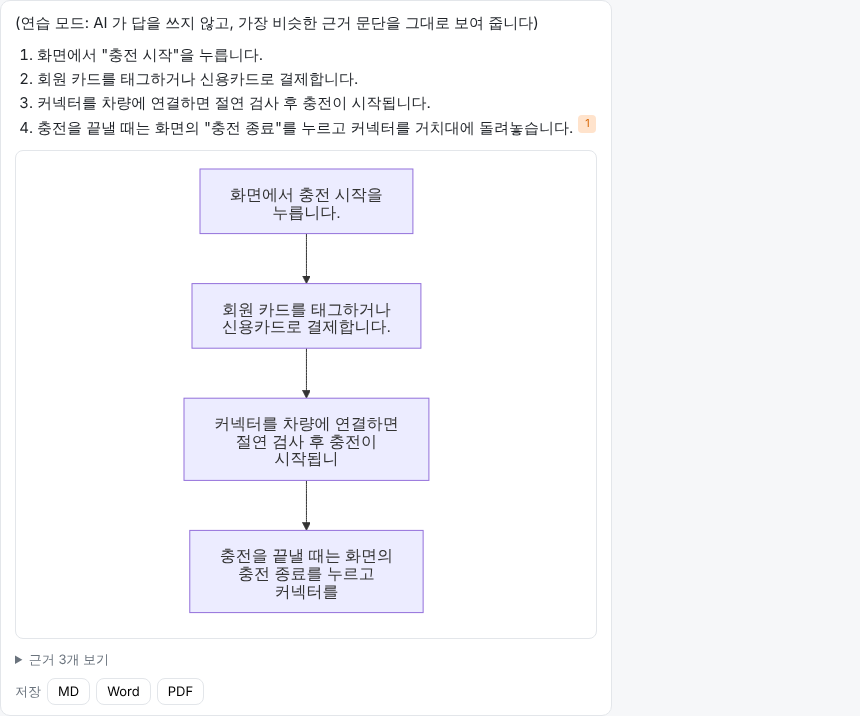 (연습 모드: AI 가 답을 쓰지 않고, 가장 비슷한 근거 문단을 그대로 보여 줍니다)
1. 화면에서 "충전 시작"을 누릅니다.
2. 회원 카드를 태그하거나 신용카드로 결제합니다.
3. 커넥터를 차량에 연결하면 절연 검사 후 충전이 시작됩니다.
4. 충전을 끝낼 때는 화면의 "충전 종료"를 누르고 커넥터를 거치대에 돌려놓습니다. 1
화면에서 충전 시작을
누릅니다.
회원 카드를 태그하거나
신용카드로 결제합니다.
커넥터를 차량에 연결하면
절연 검사 후 충전이
시작됩니
충전을 끝낼 때는 화면의
충전 종료를 누르고
커넥터를
근거 3개 보기
저장 MD Word PDF